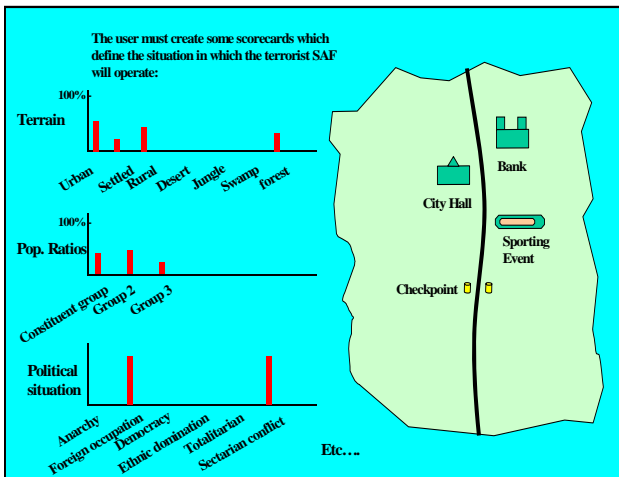 The user must create some scorecards which
define the situation in which the terrorist SAF
will operate:
100%
Terrain
Urban
Settled
Rural
Desert
Jungle
Swamp
forest
100%
Pop. Ratios
Constituent group
Group 2
Group 3
Political
situation
Anarchy
Foreign occupation
Democracy
Ethnic domination
Totalitarian
Sectarian conflict
Etc….
Bank
City Hall
Sporting
Event
Checkpoint